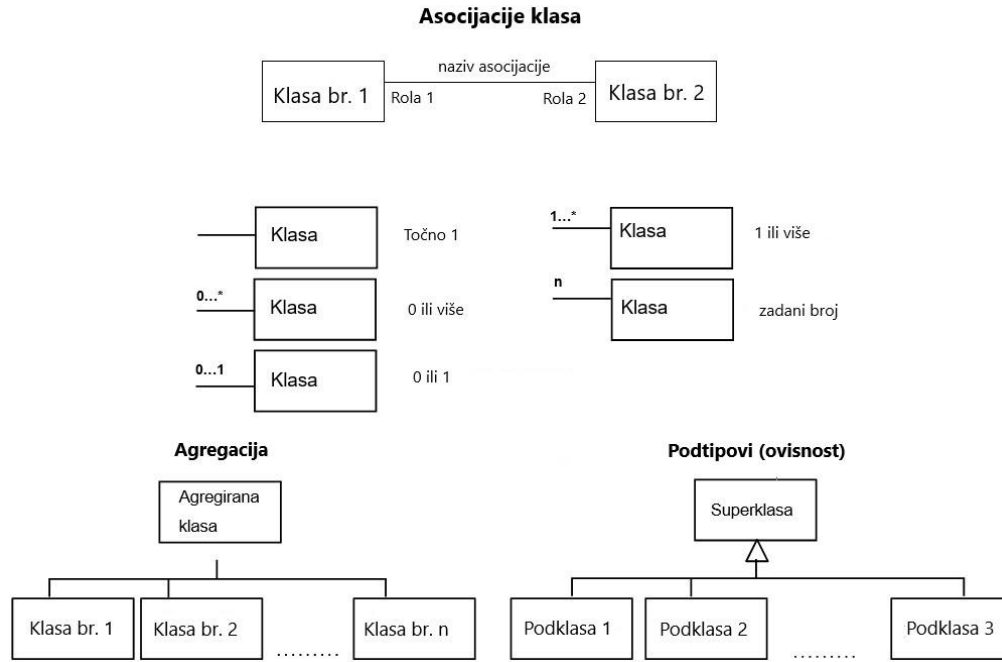 Asocijacije klasa
naziv asocijacije
Klasa br. 1
Rola 1
Rola 2
Klasa br. 2
Klasa
Točno 1
1...*
Klasa
1 ili više
0...*
Klasa
0 ili više
n
Klasa
zadani broj
0...1
Klasa
0 ili 1
Agregacija
Agregirana
klasa
Klasa br. 1
Klasa br. 2
.........
Klasa br. n
Podtipovi (ovisnost)
Superklasa
Podklasa 1
Podklasa 2
.........
Podklasa 3